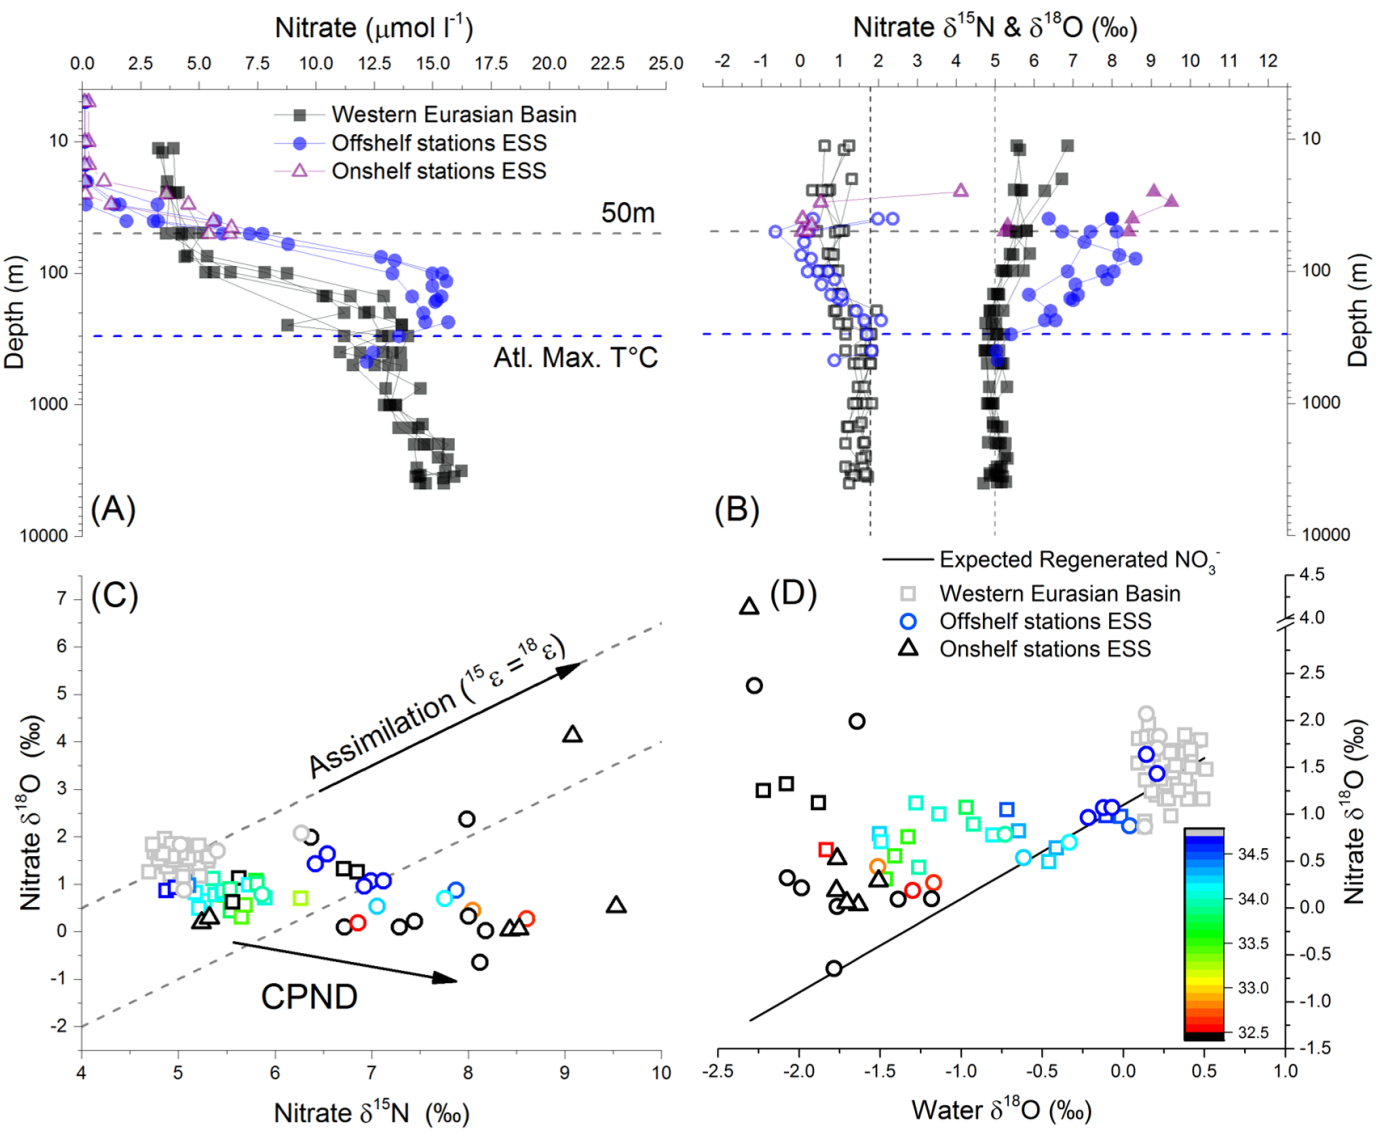 Nitrate (μmol l⁻¹)
0.0 2.5 5.0 7.5 10.0 12.5 15.0 17.5 20.0 22.5 25.0
Western Eurasian Basin
Offshelf stations ESS
Onshelf stations ESS
50m
Atl. Max. T°C
10
100
1000
10000
Depth (m)
(A)
Nitrate δ¹⁵N & δ¹⁸O (‰)
-2 -1 0 1 2 3 4 5 6 7 8 9 10 11 12
10
100
1000
10000
Depth (m)
(B)
(C)
7
6
5
4
3
2
1
0
-1
-2
Nitrate δ¹⁸O (‰)
Assimilation (¹⁵ε =¹⁸ε)
CPND
4 5 6 7 8 9 10
Nitrate δ¹⁵N (‰)
(D)
Expected Regenerated NO₃⁻
Western Eurasian Basin
Offshelf stations ESS
Onshelf stations ESS
4.5
4.0
2.5
2.0
1.5
1.0
0.5
0.0
-0.5
-1.0
-1.5
Nitrate δ¹⁸O (‰)
34.5
34.0
33.5
33.0
32.5
-2.5 -2.0 -1.5 -1.0 -0.5 0.0 0.5 1.0
Water δ¹⁸O (‰)